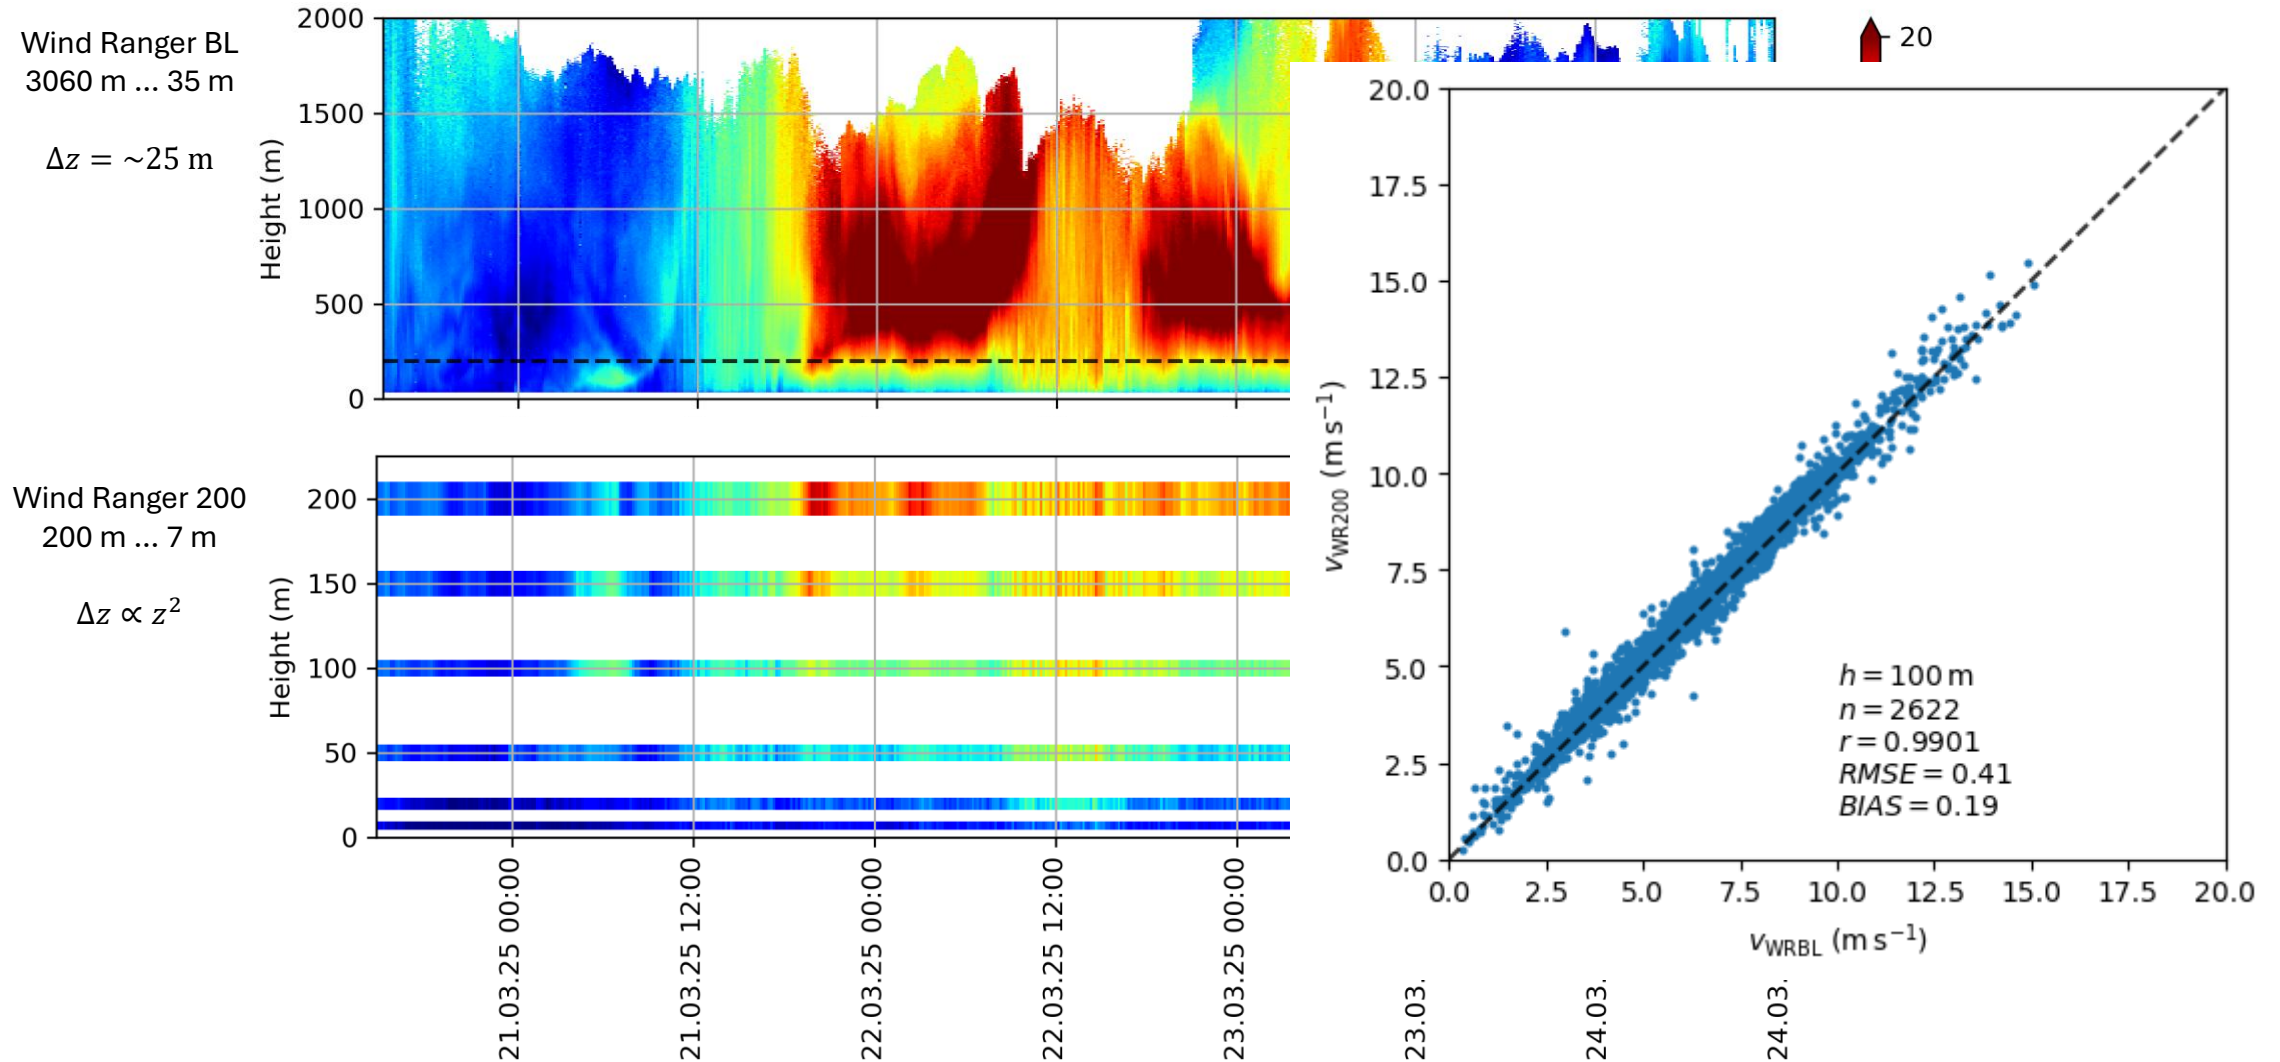 Wind Ranger BL
3060 m ... 35 m
Δz = ~25 m
Height (m)
2000
1500
1000
500
0
20
Wind Ranger 200
200 m ... 7 m
Δz ∝ z²
Height (m)
200
150
100
50
0
21.03.25 00:00
21.03.25 12:00
22.03.25 00:00
22.03.25 12:00
23.03.25 00:00
23.03.
24.03.
24.03.
v_WR200 (m s⁻¹)
20.0
17.5
15.0
12.5
10.0
7.5
5.0
2.5
0.0
h = 100 m
n = 2622
r = 0.9901
RMSE = 0.41
BIAS = 0.19
0.0 2.5 5.0 7.5 10.0 12.5 15.0 17.5 20.0
v_WRBL (m s⁻¹)